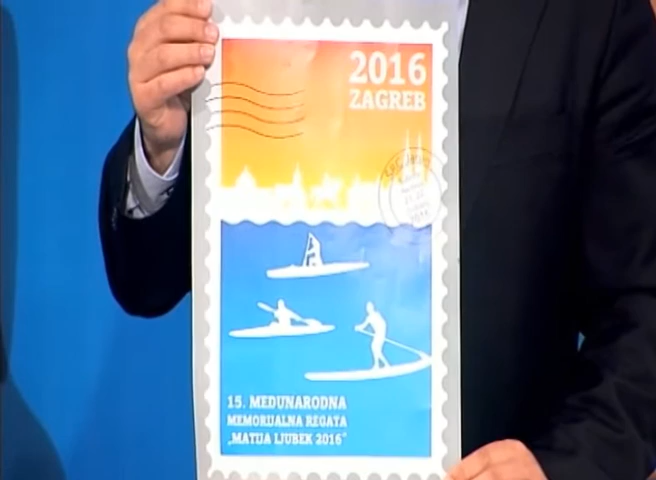 2016
ZAGREB
15. MEĐUNARODNA
MEMORIJALNA REGATA
„MATIJA LJUBEK 2016"